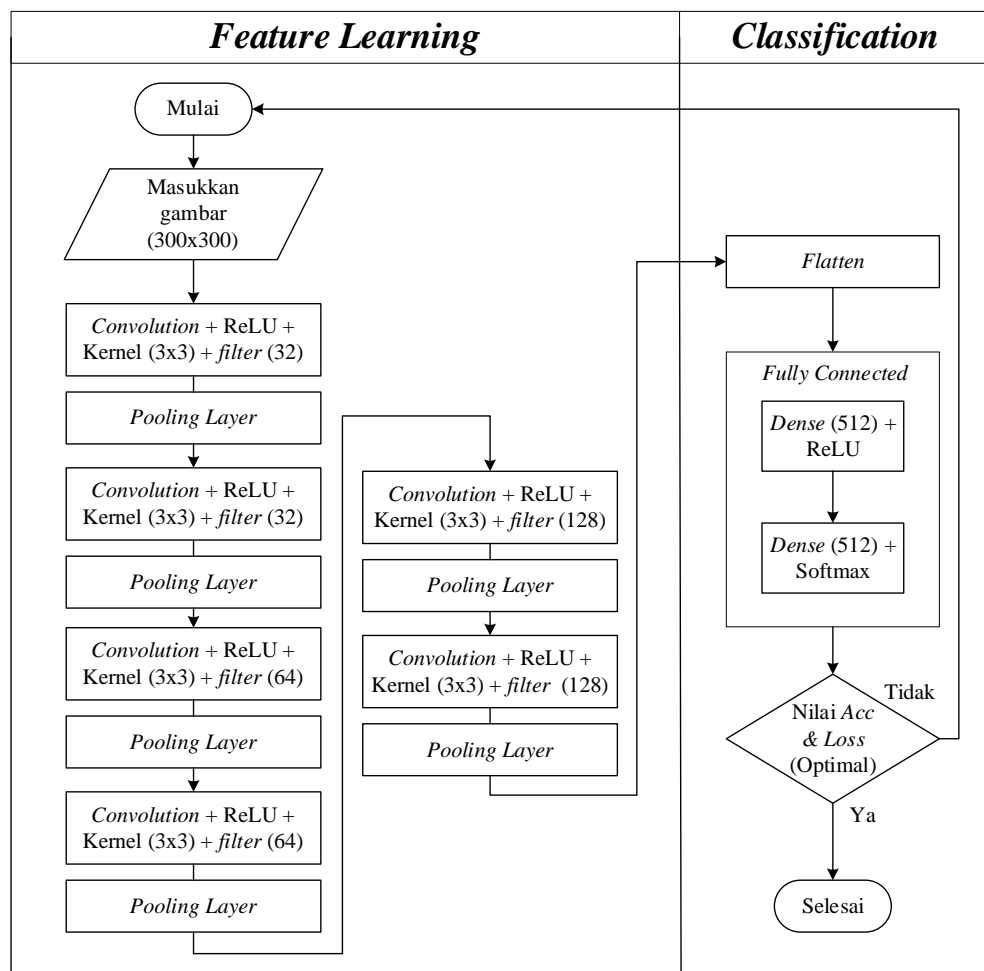 Feature Learning
Classification
Mulai
Masukkan
gambar
(300x300)
Convolution + ReLU +
Kernel (3x3) + filter (32)
Pooling Layer
Convolution + ReLU +
Kernel (3x3) + filter (32)
Pooling Layer
Convolution + ReLU +
Kernel (3x3) + filter (64)
Pooling Layer
Convolution + ReLU +
Kernel (3x3) + filter (64)
Pooling Layer
Convolution + ReLU +
Kernel (3x3) + filter (128)
Pooling Layer
Convolution + ReLU +
Kernel (3x3) + filter (128)
Pooling Layer
Flatten
Fully Connected
Dense (512) +
ReLU
Dense (512) +
Softmax
Nilai Acc
& Loss
(Optimal)
Tidak
Ya
Selesai